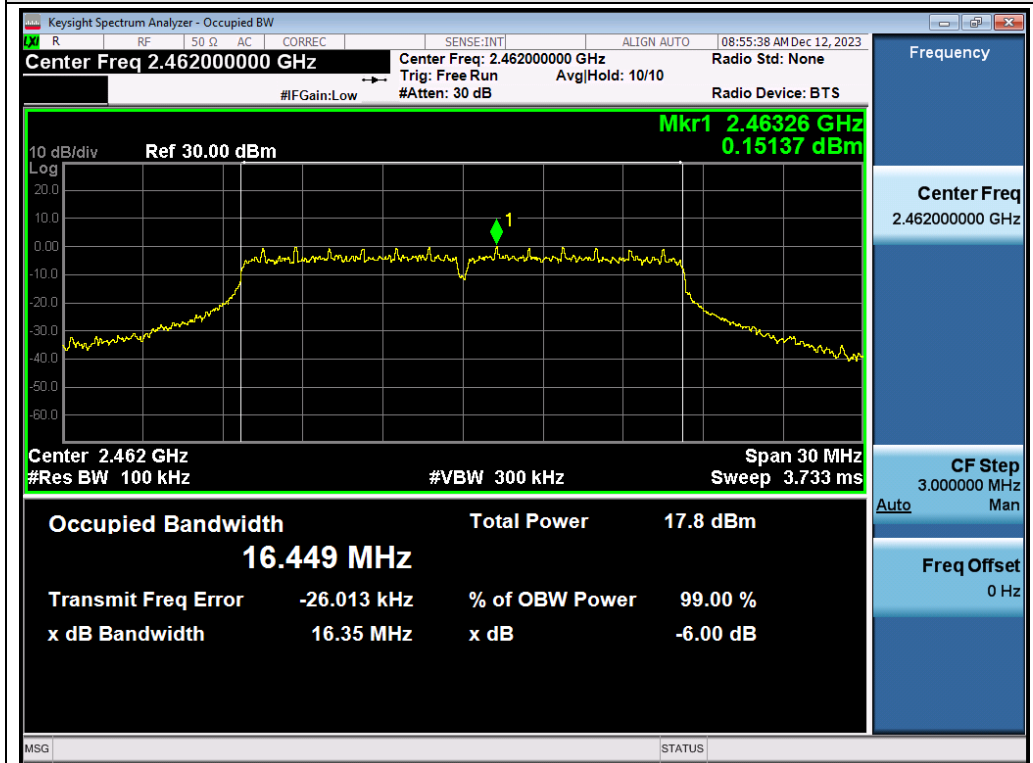 Keysight Spectrum Analyzer - Occupied BW
LXI R RF 50 Ω AC CORREC SENSE:INT ALIGN AUTO 08:55:38 AM Dec 12, 2023
Center Freq 2.462000000 GHz Center Freq: 2.462000000 GHz Radio Std: None
Trig: Free Run Avg|Hold: 10/10
#IFGain:Low #Atten: 30 dB Radio Device: BTS
Mkr1 2.46326 GHz
10 dB/div Ref 30.00 dBm 0.15137 dBm
Log
20.0
10.0
1
0.00
-10.0
-20.0
-30.0
-40.0
-50.0
-60.0
Center 2.462 GHz Span 30 MHz
#Res BW 100 kHz #VBW 300 kHz Sweep 3.733 ms
Occupied Bandwidth Total Power 17.8 dBm
16.449 MHz
Transmit Freq Error -26.013 kHz % of OBW Power 99.00 %
x dB Bandwidth 16.35 MHz x dB -6.00 dB
MSG STATUS
Frequency
Center Freq
2.462000000 GHz
CF Step
3.000000 MHz
Auto Man
Freq Offset
0 Hz